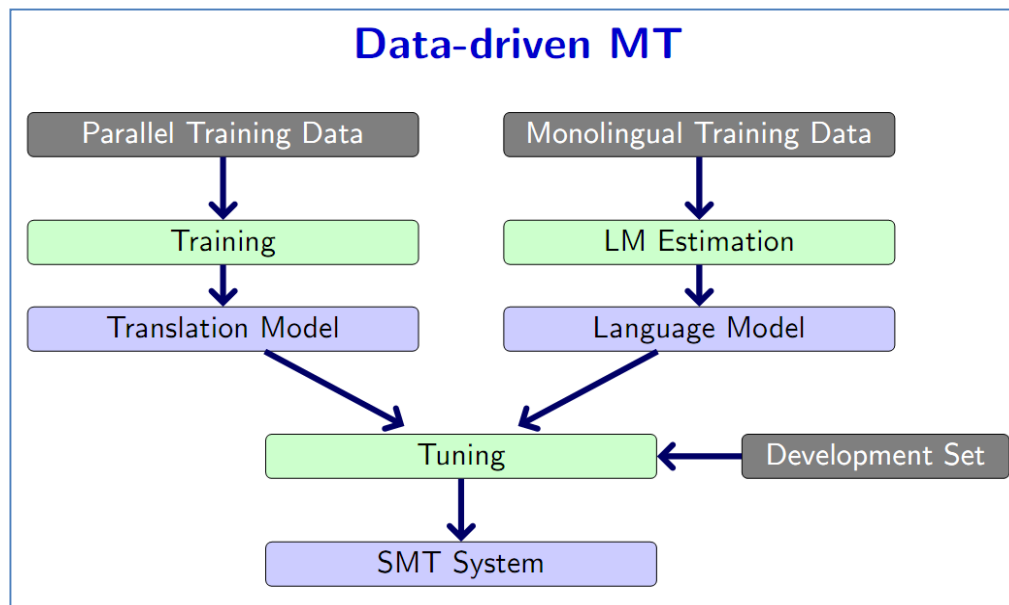 Data-driven MT
Parallel Training Data
Monolingual Training Data
Training
LM Estimation
Translation Model
Language Model
Tuning
Development Set
SMT System